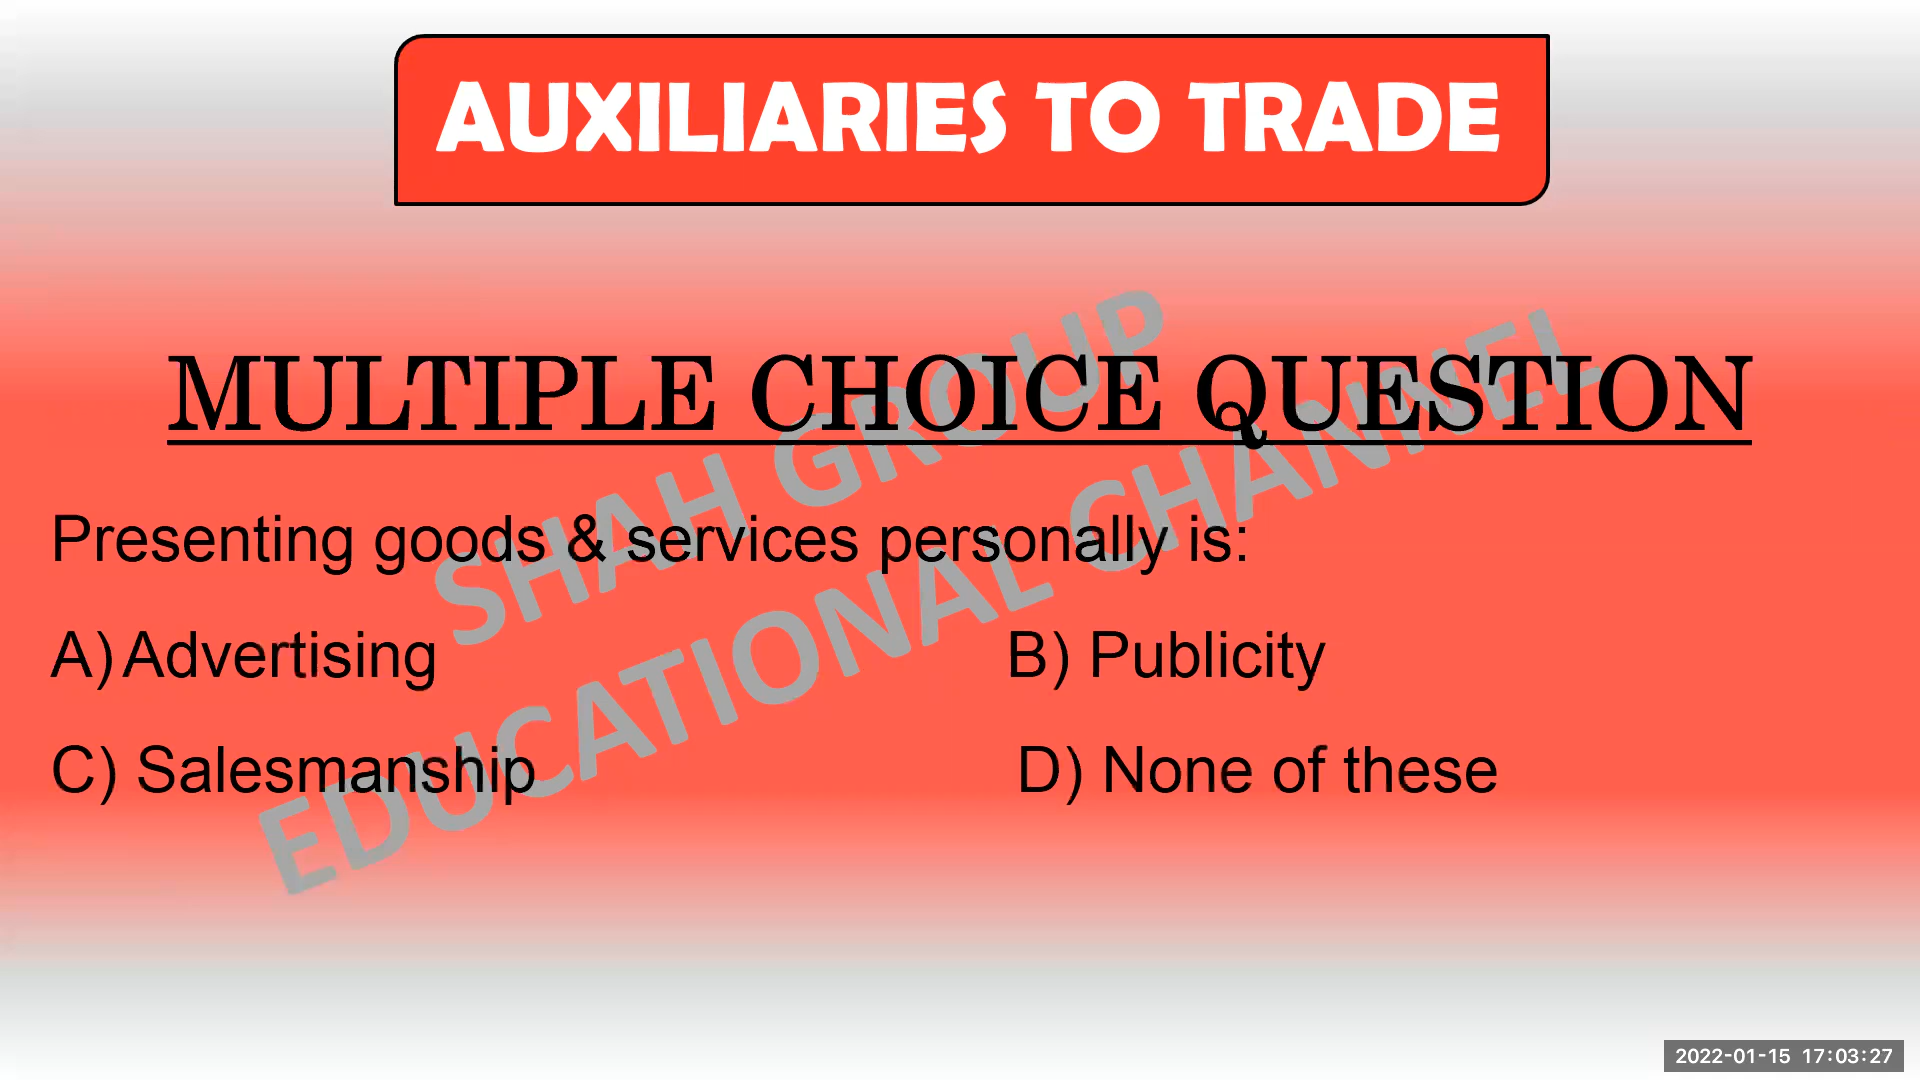 AUXILIARIES TO TRADE
MULTIPLE CHOICE QUESTION
Presenting goods & services personally is:
A) Advertising B) Publicity
C) Salesmanship D) None of these
SHAH GROUP
EDUCATIONAL CHANNEL
2022-01-15 17:03:27